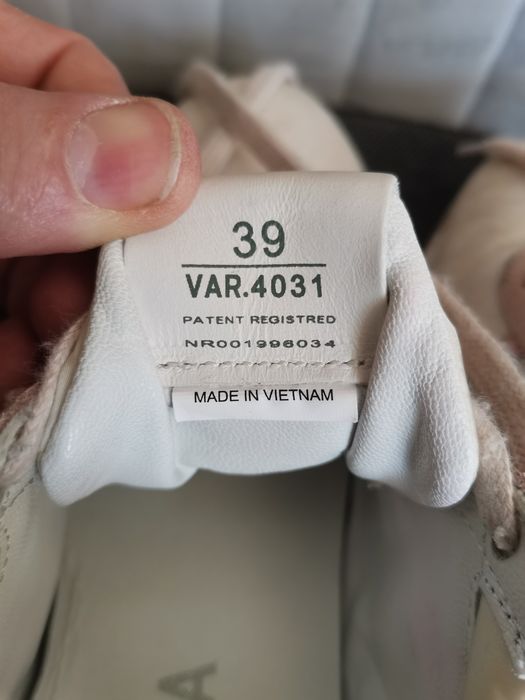 39
VAR.4031
PATENT REGISTRED
NR001996034
MADE IN VIETNAM
A